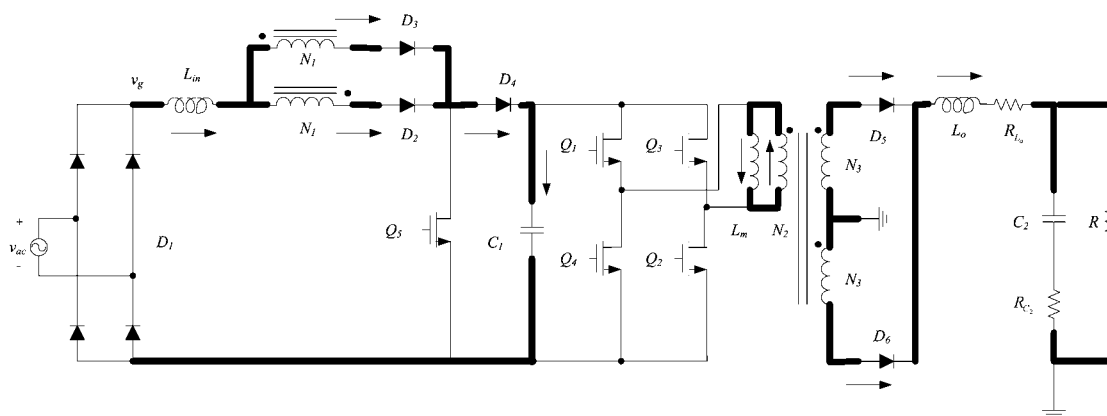 D3
N1
vg
Lin
D4
N1
D2
D5
Lo
RLo
Q1
Q3
N3
+
vac
-
D1
Q5
C1
Lm
N2
C2
R
Q4
Q2
N3
RC2
D6